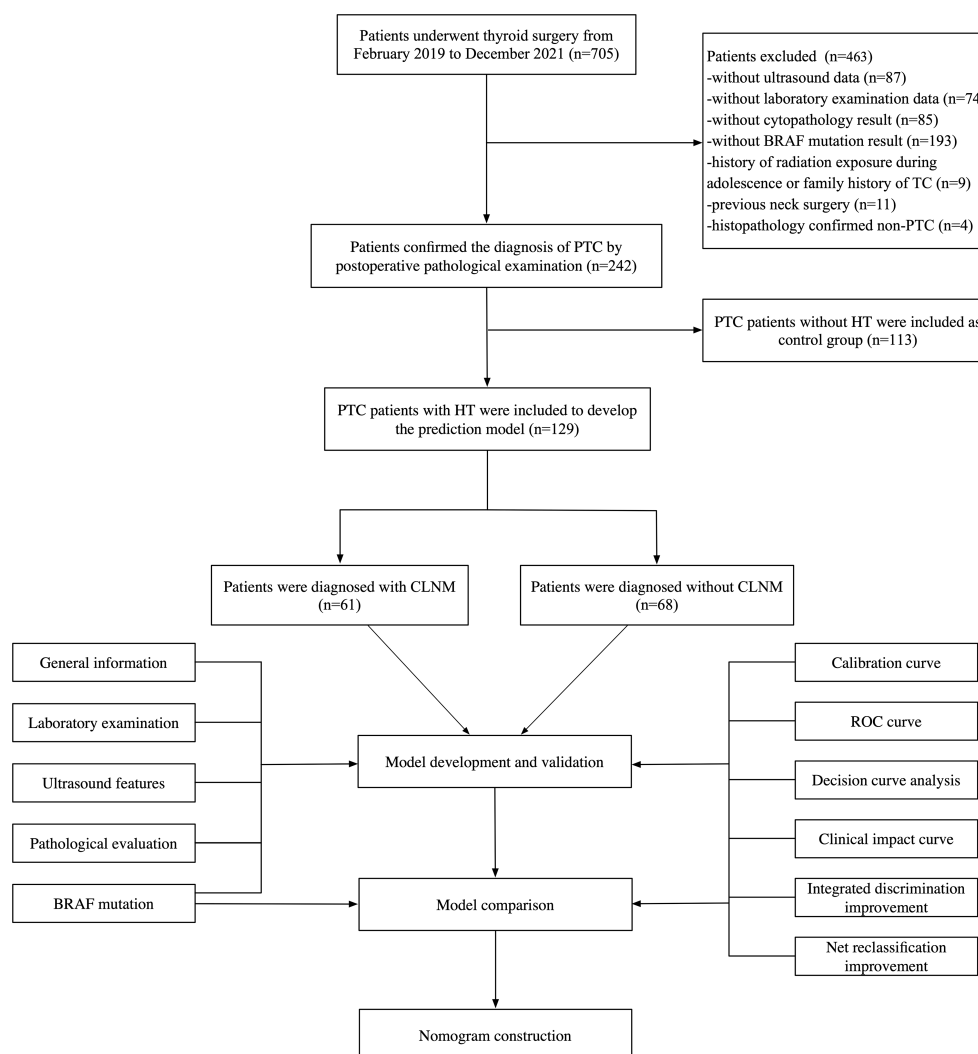 Patients underwent thyroid surgery from
February 2019 to December 2021 (n=705)
Patients excluded (n=463)
-without ultrasound data (n=87)
-without laboratory examination data (n=74
-without cytopathology result (n=85)
-without BRAF mutation result (n=193)
-history of radiation exposure during
adolescence or family history of TC (n=9)
-previous neck surgery (n=11)
-histopathology confirmed non-PTC (n=4)
Patients confirmed the diagnosis of PTC by
postoperative pathological examination (n=242)
PTC patients without HT were included as
control group (n=113)
PTC patients with HT were included to develop
the prediction model (n=129)
Patients were diagnosed with CLNM
(n=61)
Patients were diagnosed without CLNM
(n=68)
General information
Laboratory examination
Ultrasound features
Pathological evaluation
BRAF mutation
Model development and validation
Model comparison
Nomogram construction
Calibration curve
ROC curve
Decision curve analysis
Clinical impact curve
Integrated discrimination
improvement
Net reclassification
improvement